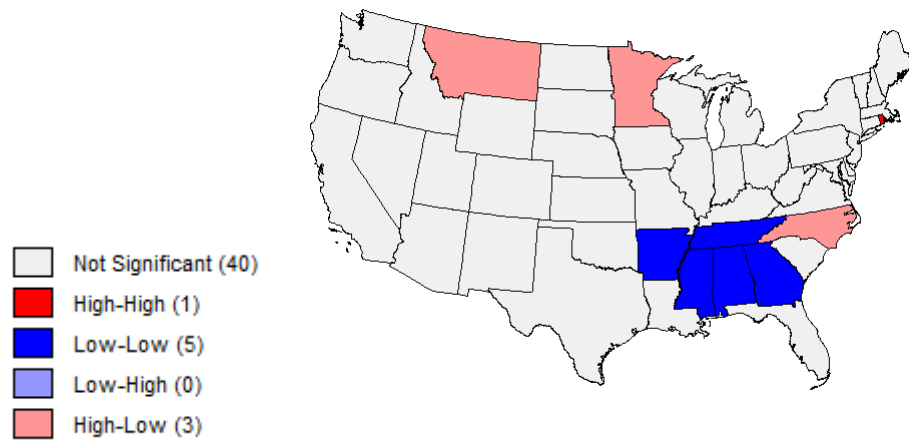 Not Significant (40)
High-High (1)
Low-Low (5)
Low-High (0)
High-Low (3)